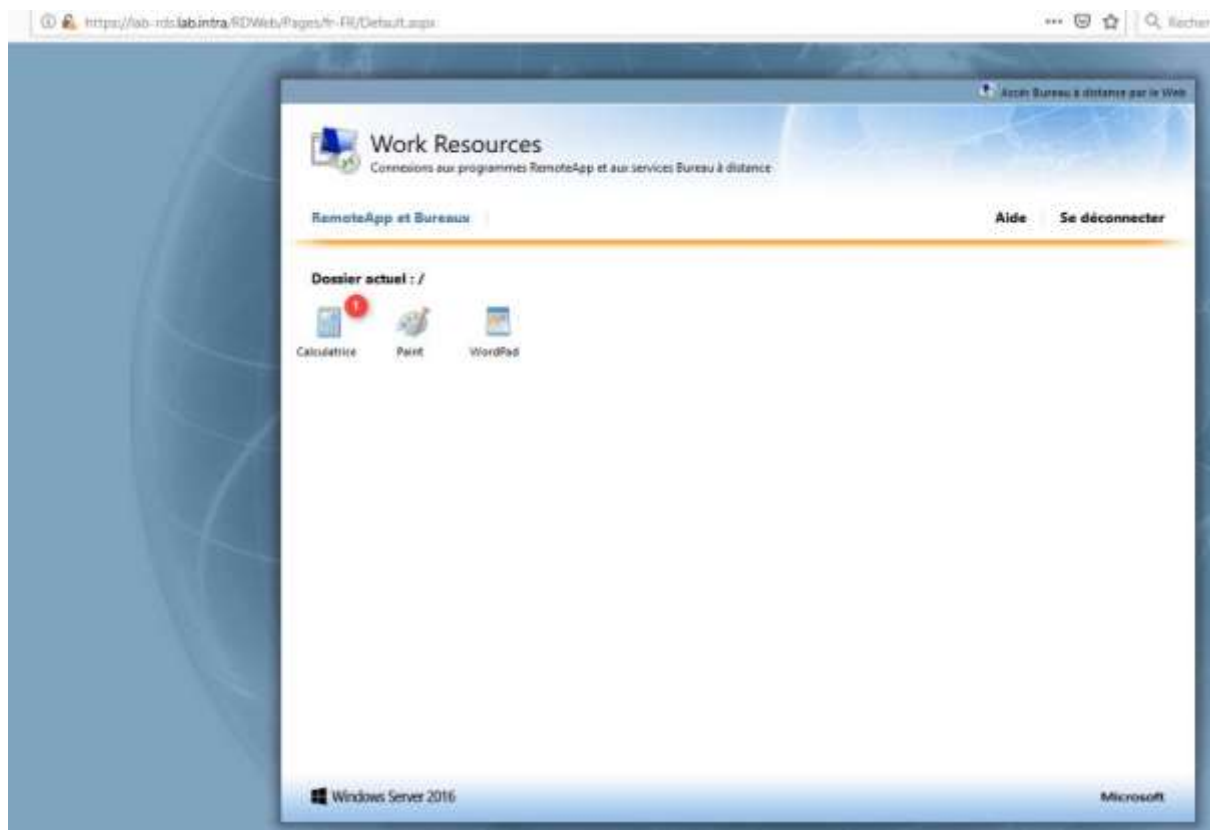 https://lab-rds.lab.intra/RDWeb/Pages/fr-FR/Default.aspx
Recher
Accès Bureau à distance par le Web
Work Resources
Connexions aux programmes RemoteApp et aux services Bureau à distance
RemoteApp et Bureaux
Aide Se déconnecter
Dossier actuel : /
1
Calculatrice Paint WordPad
Windows Server 2016
Microsoft